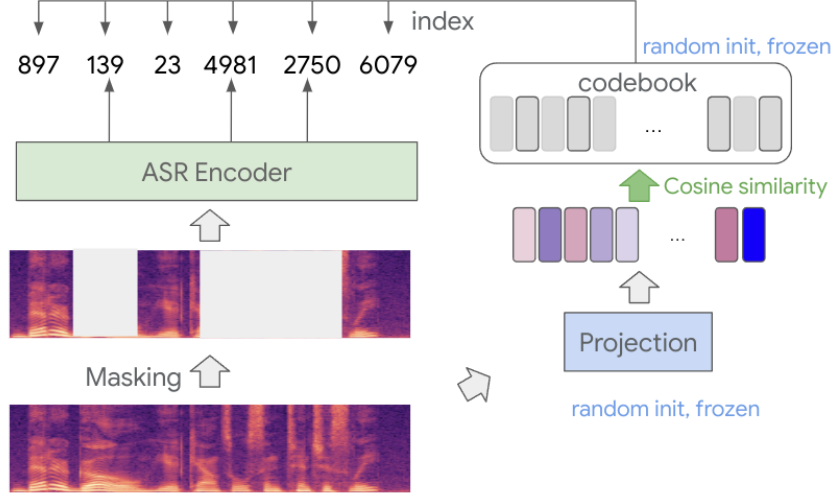 index
random init, frozen
897 139 23 4981 2750 6079
codebook
...
ASR Encoder
Cosine similarity
...
Projection
Masking
random init, frozen